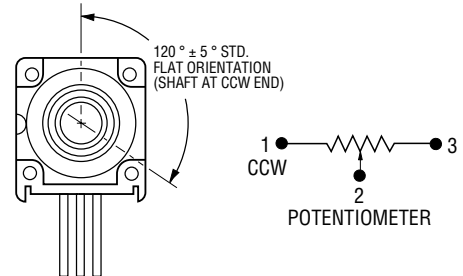 120 ° ± 5 ° STD.
FLAT ORIENTATION
(SHAFT AT CCW END)
1
3
CCW
2
POTENTIOMETER